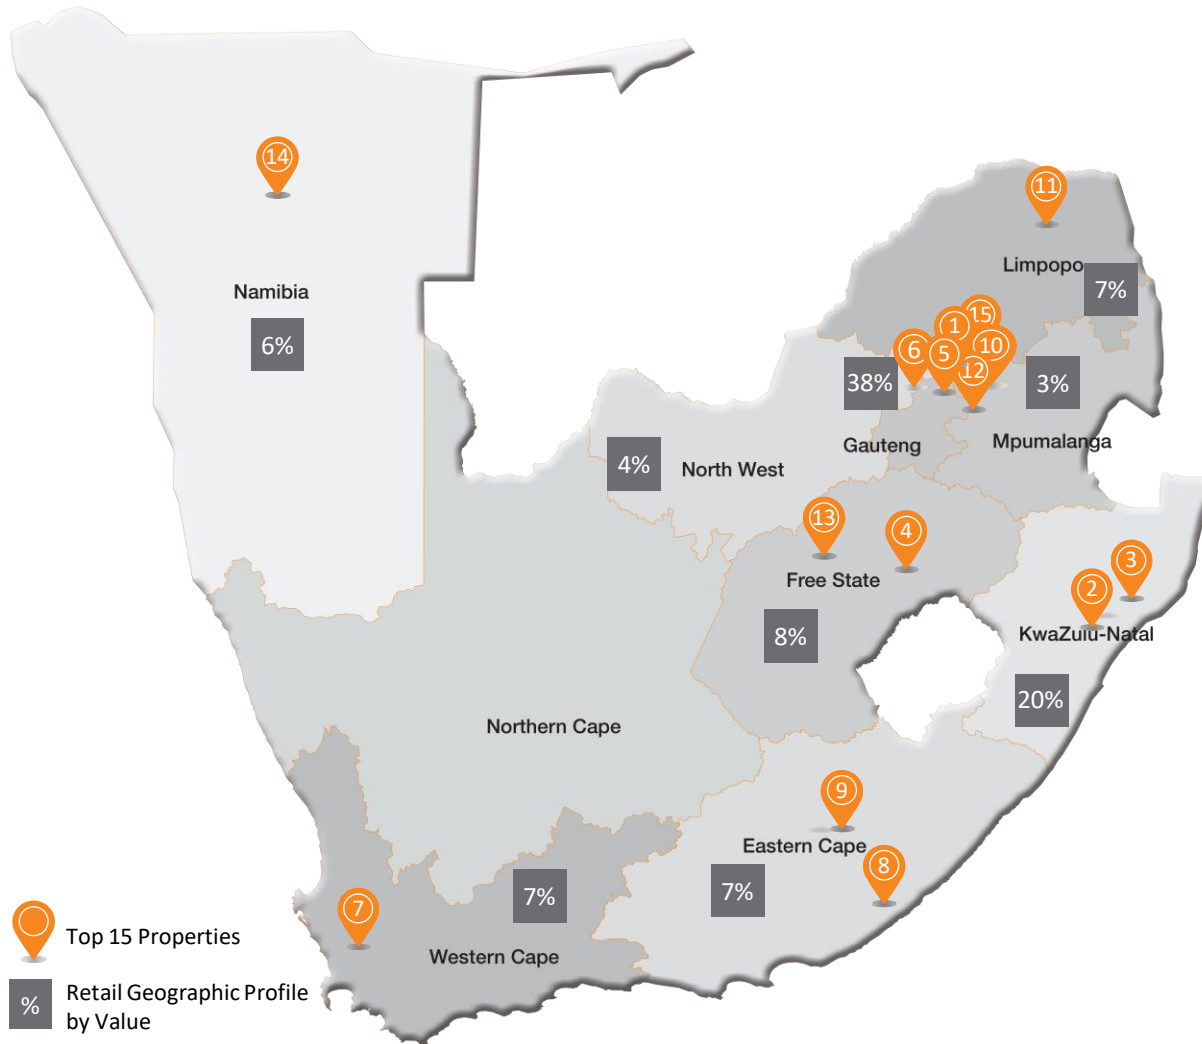 14
11
Limpopo
Namibia
7%
6%
15
1
6
5
10
12
38%
3%
Gauteng
Mpumalanga
4%
North West
13
4
3
Free State
2
8%
KwaZulu-Natal
20%
Northern Cape
9
Eastern Cape
8
7%
7%
7
Western Cape
Top 15 Properties
%
Retail Geographic Profile
by Value